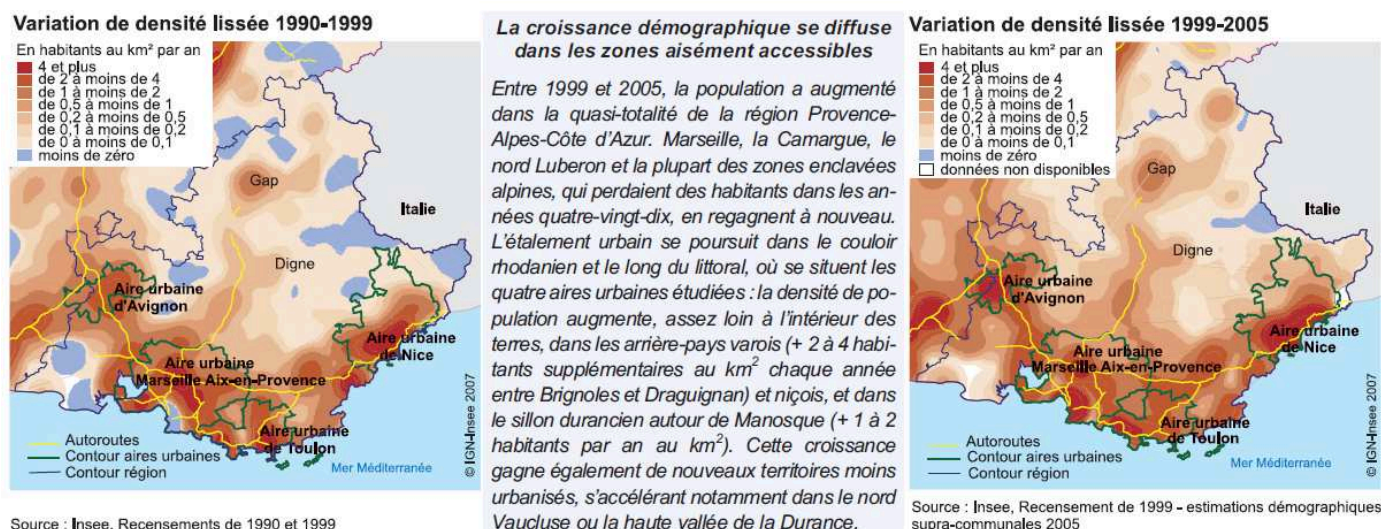 Variation de densité lissée 1990-1999
En habitants au km² par an
4 et plus
de 2 à moins de 4
de 1 à moins de 2
de 0,5 à moins de 1
de 0,2 à moins de 0,5
de 0,1 à moins de 0,2
de 0 à moins de 0,1
moins de zéro
Gap
Italie
Digne
Aire urbaine
d'Avignon
Aire urbaine
de Nice
Aire urbaine
Marseille Aix-en-Provence
Aire urbaine
de Toulon
Autoroutes
Contour aires urbaines
Contour région
Mer Méditerranée
© IGN-Insee 2007
Source : Insee, Recensements de 1990 et 1999
La croissance démographique se diffuse
dans les zones aisément accessibles
Entre 1999 et 2005, la population a augmenté
dans la quasi-totalité de la région Provence-
Alpes-Côte d'Azur. Marseille, la Camargue, le
nord Luberon et la plupart des zones enclavées
alpines, qui perdaient des habitants dans les an-
nées quatre-vingt-dix, en regagnent à nouveau.
L'étalement urbain se poursuit dans le couloir
rhodanien et le long du littoral, où se situent les
quatre aires urbaines étudiées : la densité de po-
pulation augmente, assez loin à l'intérieur des
terres, dans les arrière-pays varois (+ 2 à 4 habi-
tants supplémentaires au km² chaque année
entre Brignoles et Draguignan) et niçois, et dans
le sillon durancien autour de Manosque (+ 1 à 2
habitants par an au km²). Cette croissance
gagne également de nouveaux territoires moins
urbanisés, s'accélérant notamment dans le nord
Vaucluse ou la haute vallée de la Durance.
Variation de densité lissée 1999-2005
En habitants au km² par an
4 et plus
de 2 à moins de 4
de 1 à moins de 2
de 0,5 à moins de 1
de 0,2 à moins de 0,5
de 0,1 à moins de 0,2
de 0 à moins de 0,1
moins de zéro
données non disponibles
Gap
Italie
Digne
Aire urbaine
d'Avignon
Aire urbaine
de Nice
Aire urbaine
Marseille Aix-en-Provence
Aire urbaine
de Toulon
Autoroutes
Contour aires urbaines
Contour région
Mer Méditerranée
© IGN-Insee 2007
Source : Insee, Recensement de 1999 - estimations démographiques
supra-communales 2005